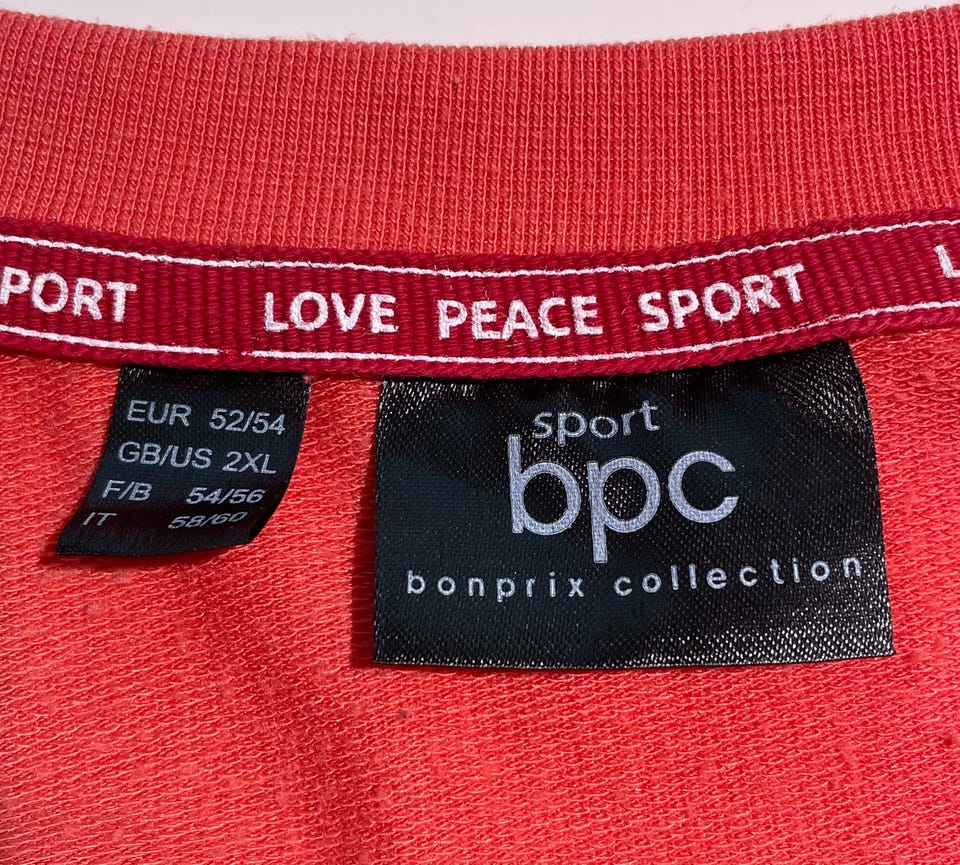 PORT LOVE PEACE SPORT L
EUR 52/54
GB/US 2XL
F/B 54/56
IT 58/60
sport
bpc
bonprix collection